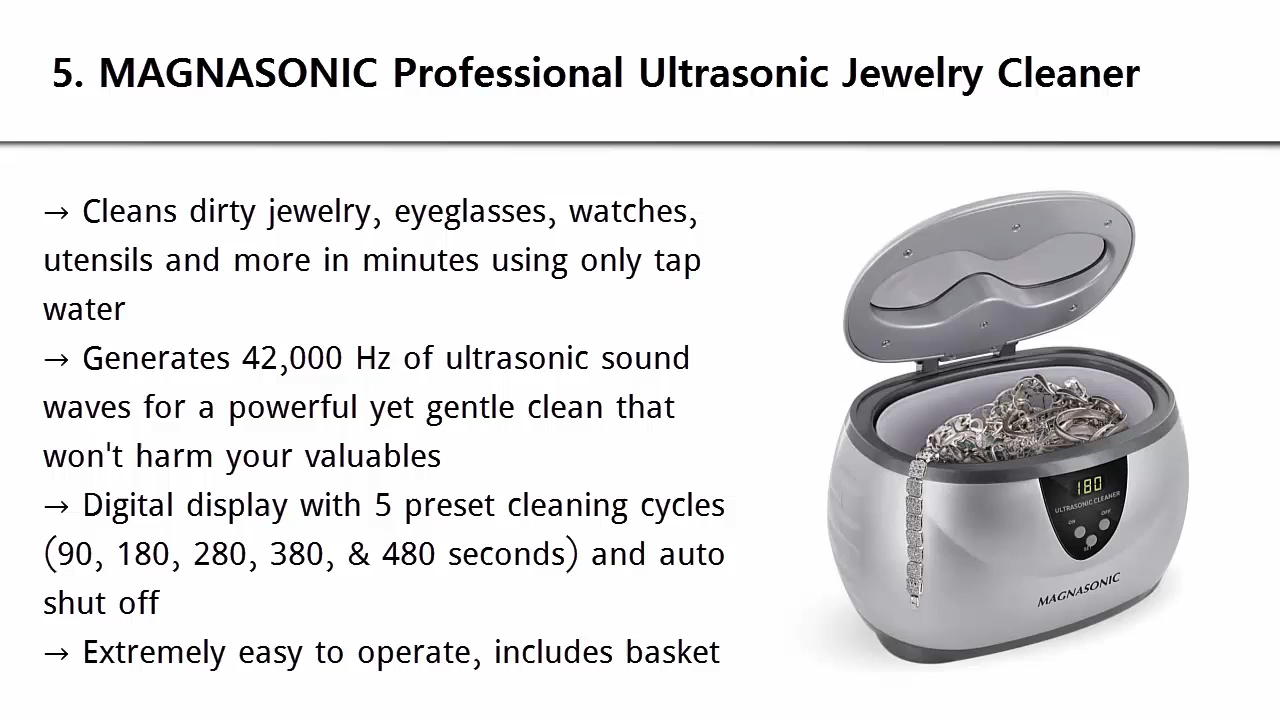 5. MAGNASONIC Professional Ultrasonic Jewelry Cleaner
→ Cleans dirty jewelry, eyeglasses, watches,
utensils and more in minutes using only tap
water
→ Generates 42,000 Hz of ultrasonic sound
waves for a powerful yet gentle clean that
won't harm your valuables
→ Digital display with 5 preset cleaning cycles
(90, 180, 280, 380, & 480 seconds) and auto
shut off
→ Extremely easy to operate, includes basket
180
ULTRASONIC CLEANER
ON
OFF
SET
MAGNASONIC